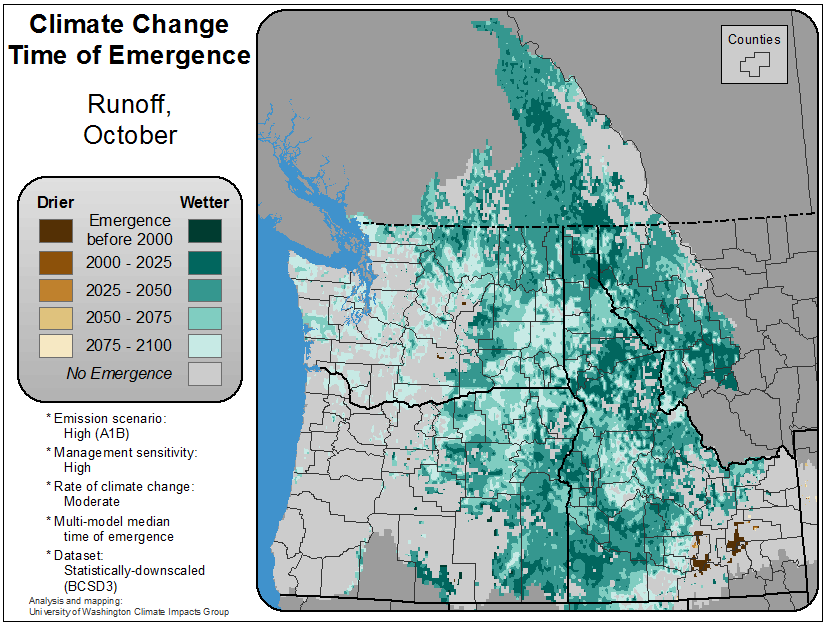 Climate Change
Time of Emergence
Runoff,
October
Counties
Drier Wetter
Emergence
before 2000
2000 - 2025
2025 - 2050
2050 - 2075
2075 - 2100
No Emergence
* Emission scenario:
High (A1B)
* Management sensitivity:
High
* Rate of climate change:
Moderate
* Multi-model median
time of emergence
* Dataset:
Statistically-downscaled
(BCSD3)
Analysis and mapping:
University of Washington Climate Impacts Group